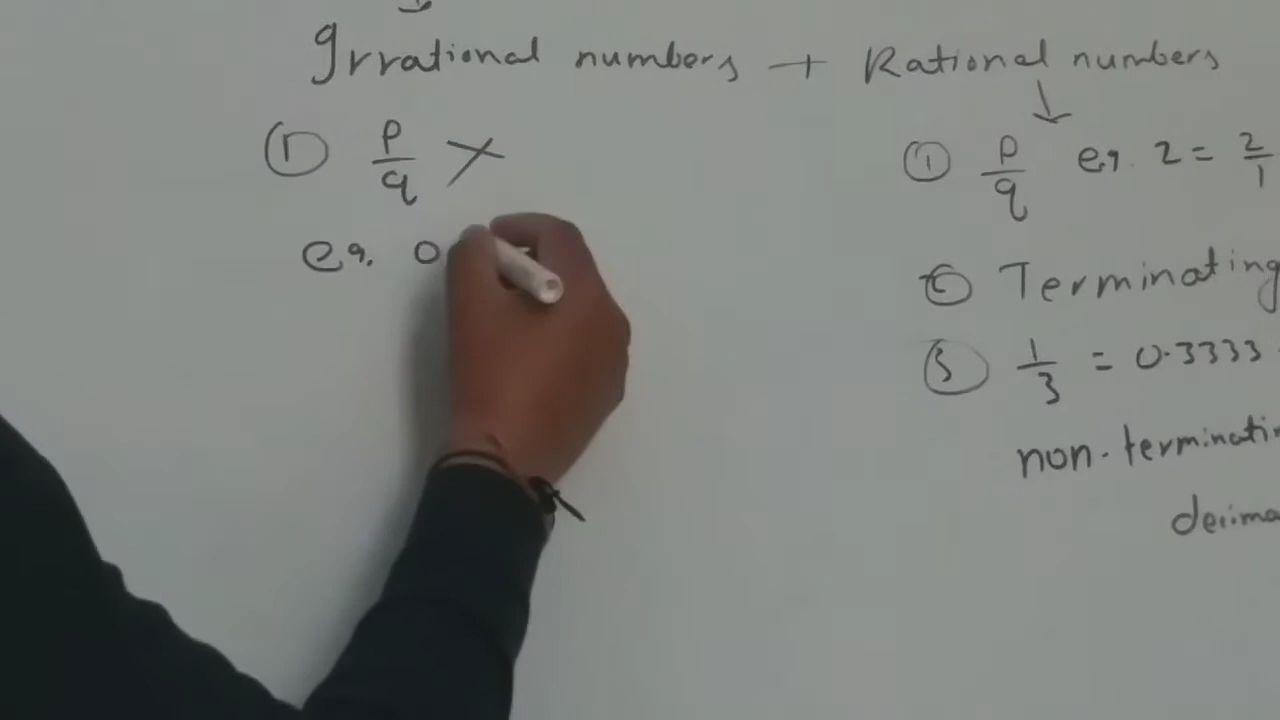 Irrational numbers + Rational numbers
① p/q ×
e.g. 0
① p/q e.g. 2 = 2/1
② Terminating
③ 1/3 = 0.3333
non-terminati
decima